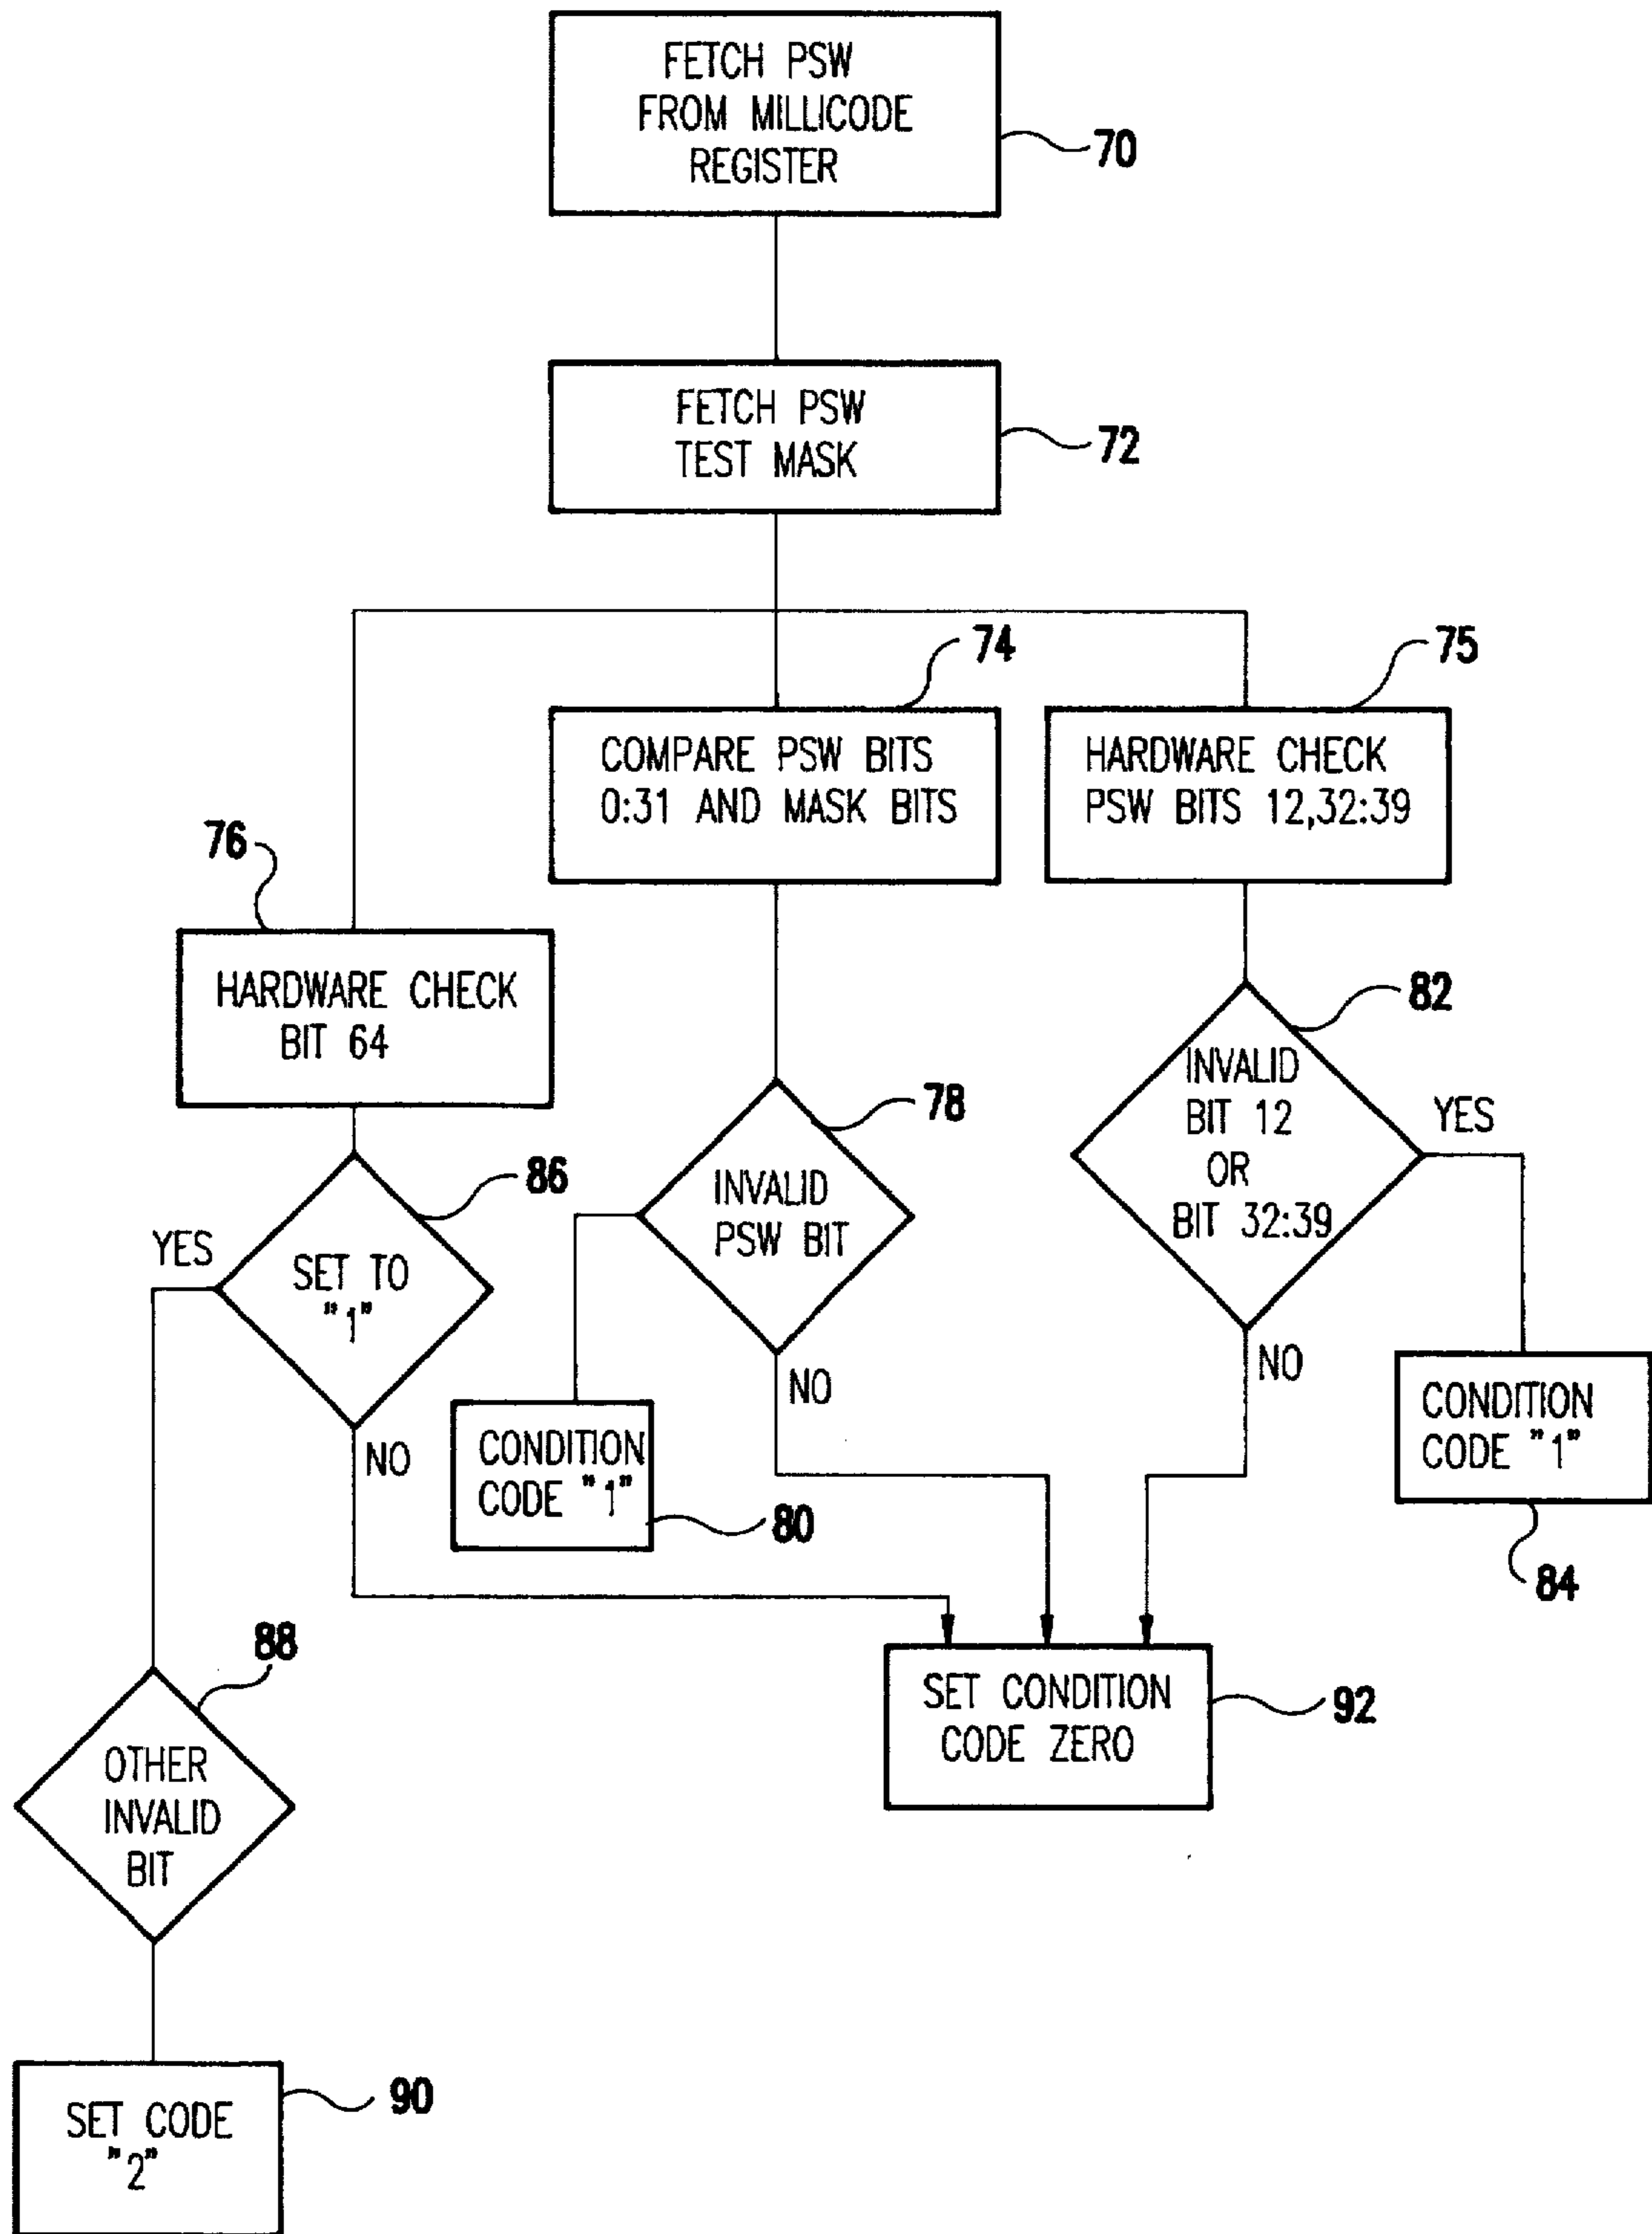 FETCH PSW
FROM MILLICODE
REGISTER
70
FETCH PSW
TEST MASK
72
74
75
COMPARE PSW BITS
0:31 AND MASK BITS
HARDWARE CHECK
PSW BITS 12,32:39
76
HARDWARE CHECK
BIT 64
82
INVALID
BIT 12
OR
BIT 32:39
YES
78
INVALID
PSW BIT
86
YES
SET TO
"1"
NO
NO
NO
CONDITION
CODE "1"
80
CONDITION
CODE "1"
84
88
OTHER
INVALID
BIT
SET CONDITION
CODE ZERO
92
SET CODE
"2"
90